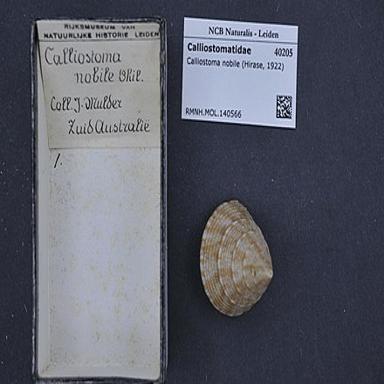 RIJKSMUSEUM VAN
NATUURLIJKE HISTORIE LEIDEN
Calliostoma
nobile Phil.
Coll. J. Mulder
Zuid Australië
1.
NCB Naturalis - Leiden
Calliostomatidae 40205
Calliostoma nobile (Hirase, 1922)
RMNH.MOL.140566